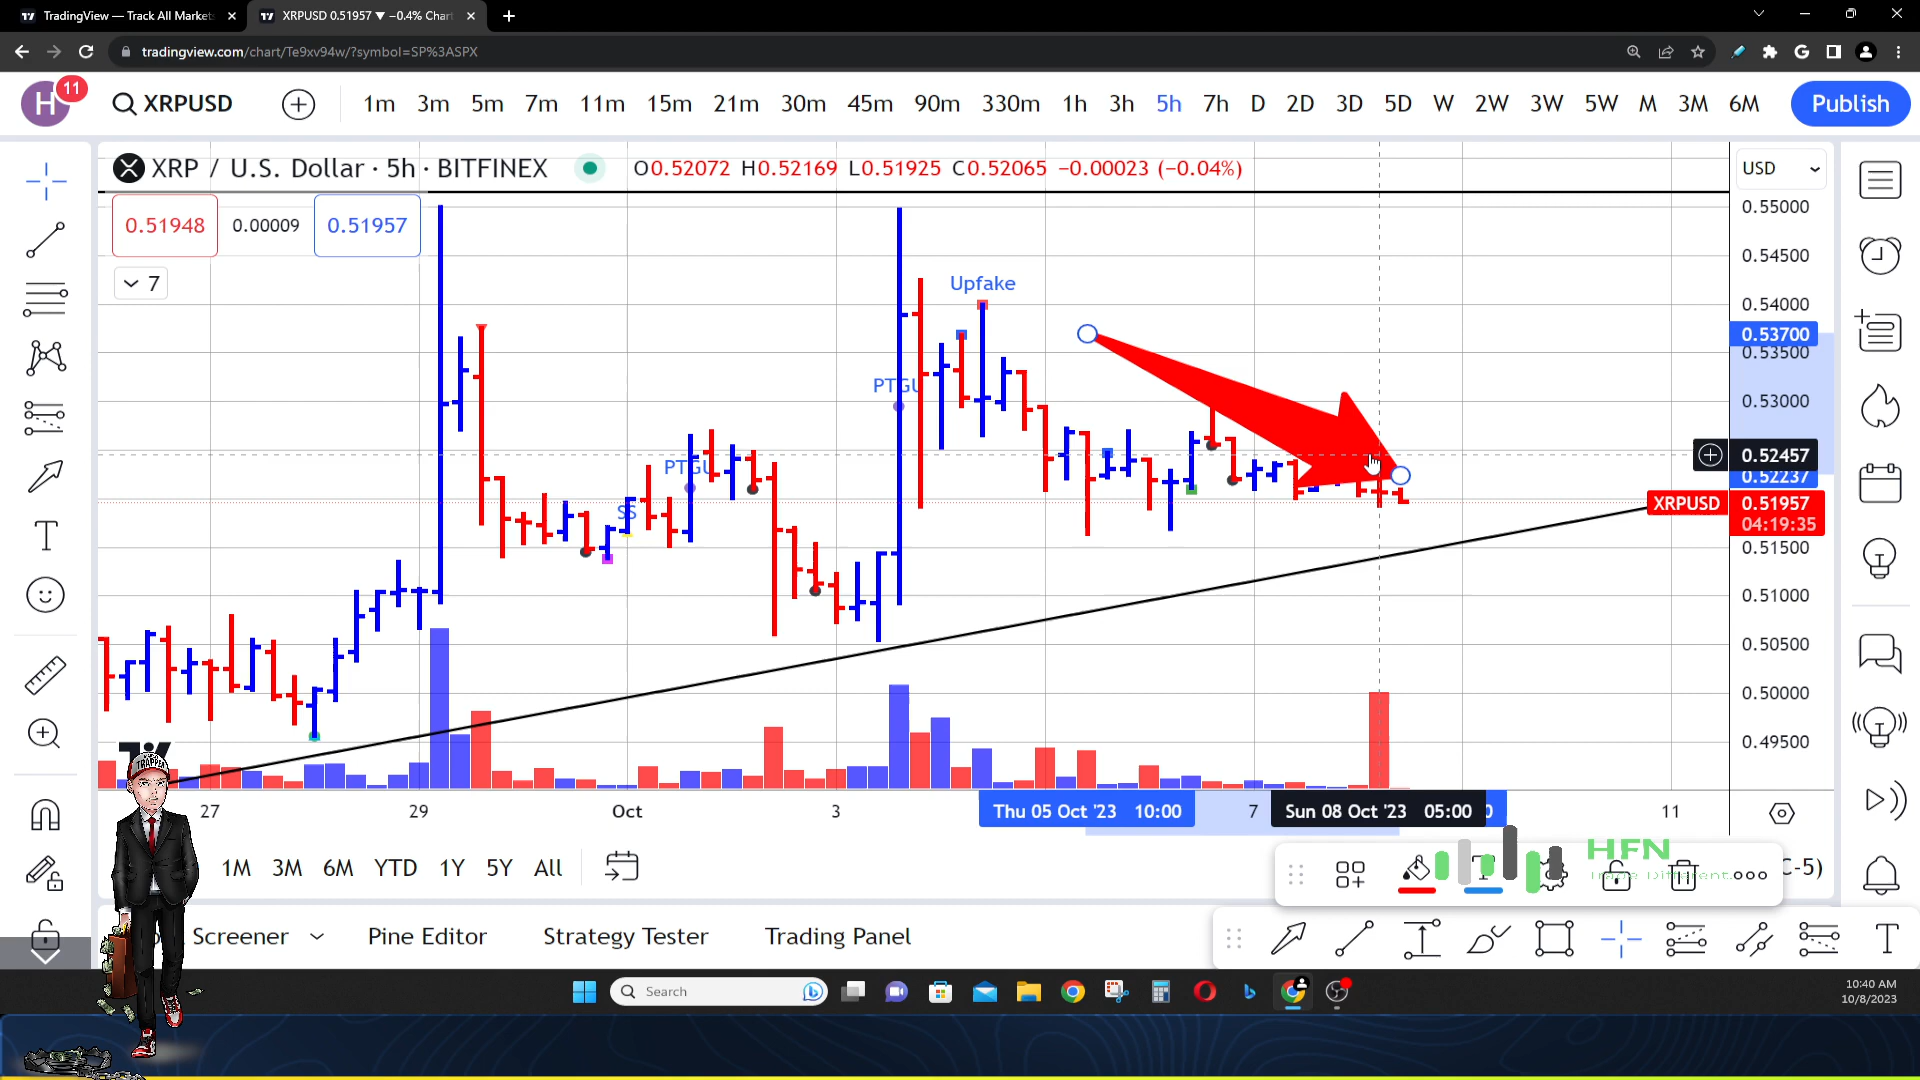 TradingView — Track All Market
XRPUSD 0.51957 ▼ −0.4% Chart
tradingview.com/chart/Te9xv94w/?symbol=SP%3ASPX
H
11
XRPUSD
1m 3m 5m 7m 11m 15m 21m 30m 45m 90m 330m 1h 3h 5h 7h D 2D 3D 5D W 2W 3W 5W M 3M 6M
Publish
XRP / U.S. Dollar · 5h · BITFINEX
O0.52072 H0.52169 L0.51925 C0.52065 −0.00023 (−0.04%)
USD
0.51948
0.00009
0.51957
7
0.55000
0.54500
0.54000
0.53700
0.53500
0.53000
0.52457
0.52237
XRPUSD
0.51957
04:19:35
0.51500
0.51000
0.50500
0.50000
0.49500
Upfake
PTGU
PTGU
SS
TRAPPER
27
29
Oct
3
Thu 05 Oct '23 10:00
7
Sun 08 Oct '23 05:00
0
11
1M 3M 6M YTD 1Y 5Y All
HFN
Trade Different.
C-5)
Screener
Pine Editor
Strategy Tester
Trading Panel
Search
10:40 AM
10/8/2023